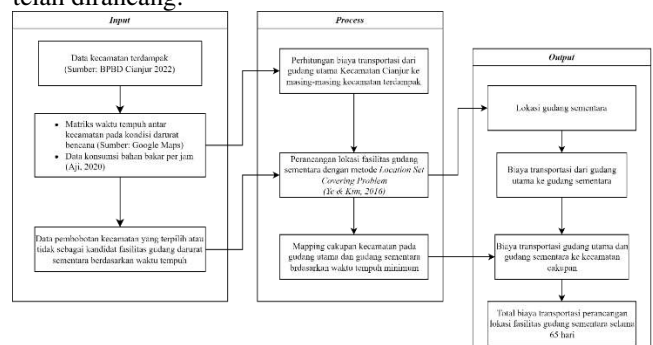 telah dirancang.
Input
Data kecamatan terdampak
(Sumber: BPBD Cianjur 2022)
• Matriks waktu tempuh antar
kecamatan pada kondisi darurat
bencana (Sumber: Google Maps)
• Data konsumsi bahan bakar per jam
(Aji, 2020)
Data pembobotan kecamatan yang terpilih atau
tidak sebagai kandidat fasilitas gudang darurat
sementara berdasarkan waktu tempuh
Process
Perhitungan biaya transportasi dari
gudang utama Kecamatan Cianjur ke
masing-masing kecamatan terdampak
Perancangan lokasi fasilitas gudang
sementara dengan metode Location Set
Covering Problem
(Ye & Kim, 2016)
Mapping cakupan kecamatan pada
gudang utama dan gudang sementara
brdasarkan waktu tempuh minimum
Output
Lokasi gudang sementara
Biaya transportasi dari gudang
utama ke gudang sementara
Biaya transportasi gudang utama dan
gudang sementara ke kecamatan
cakupan
Total biaya transportasi perancangan
lokasi fasilitas gudang sementara selama
65 hari